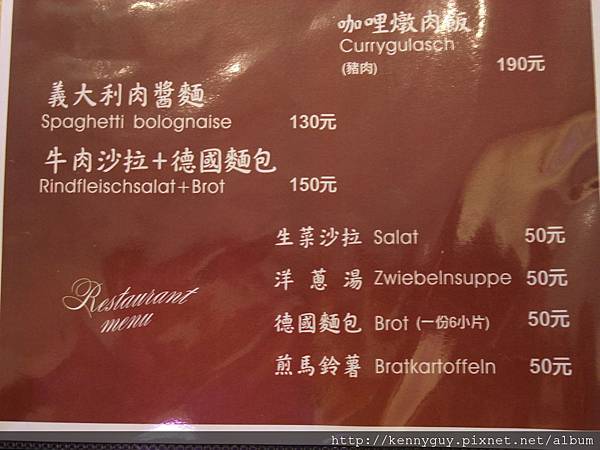 咖哩燉肉飯
Currygulasch
(豬肉) 190元
義大利肉醬麵
Spaghetti bolognaise 130元
牛肉沙拉+德國麵包
Rindfleischsalat+Brot 150元
生菜沙拉 Salat 50元
洋蔥湯 Zwiebelnsuppe 50元
德國麵包 Brot (一份6小片) 50元
煎馬鈴薯 Bratkartoffeln 50元
Restaurant
menu
http://kennyguy.pixnet.net/album